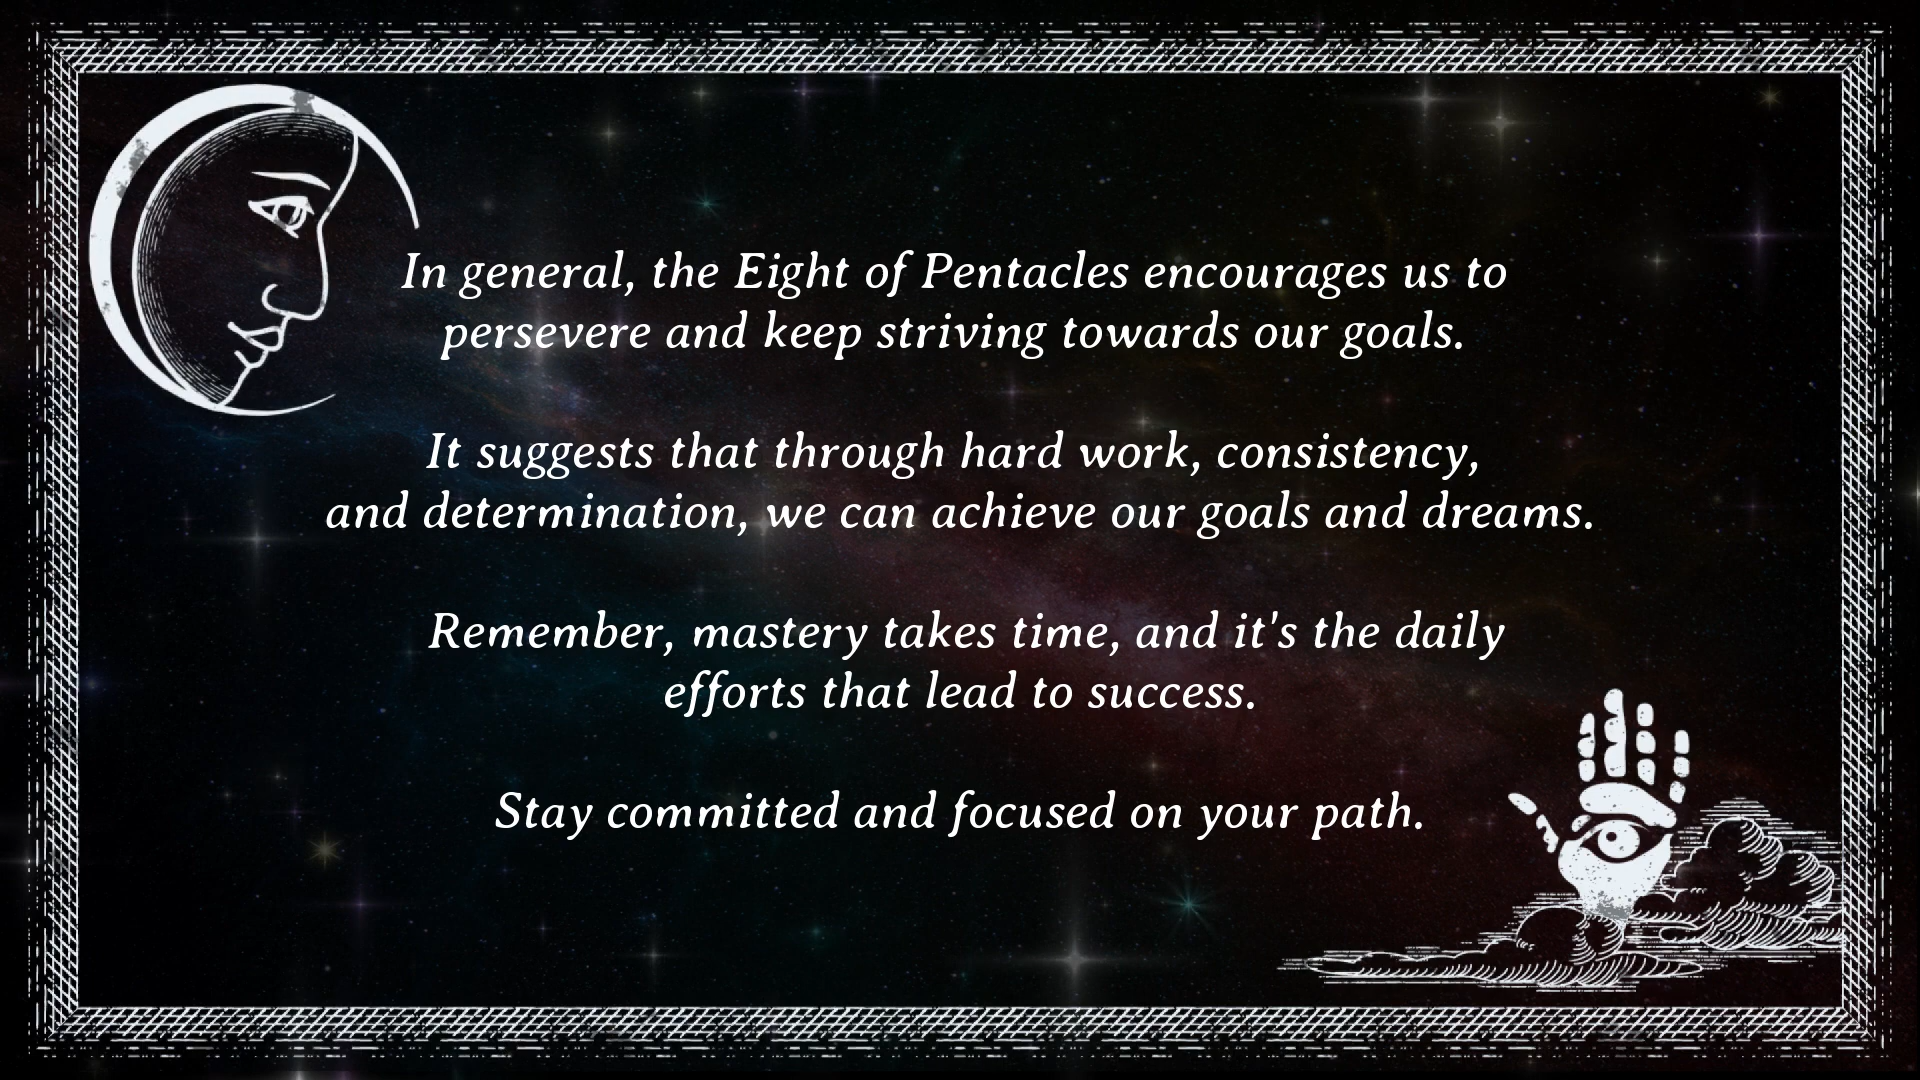 In general, the Eight of Pentacles encourages us to
persevere and keep striving towards our goals.
It suggests that through hard work, consistency,
and determination, we can achieve our goals and dreams.
Remember, mastery takes time, and it's the daily
efforts that lead to success.
Stay committed and focused on your path.